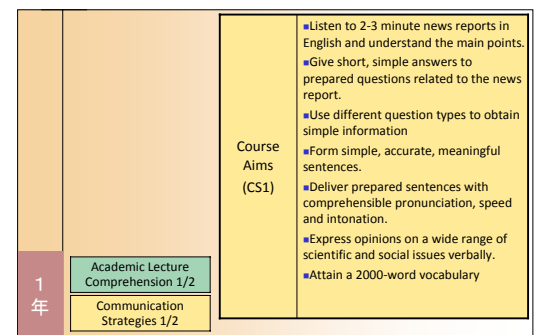 1
年
Academic Lecture
Comprehension 1/2
Communication
Strategies 1/2
Course
Aims
(CS1)
▪Listen to 2-3 minute news reports in
English and understand the main points.
▪Give short, simple answers to
prepared questions related to the news
report.
▪Use different question types to obtain
simple information
▪Form simple, accurate, meaningful
sentences.
▪Deliver prepared sentences with
comprehensible pronunciation, speed
and intonation.
▪Express opinions on a wide range of
scientific and social issues verbally.
▪Attain a 2000-word vocabulary